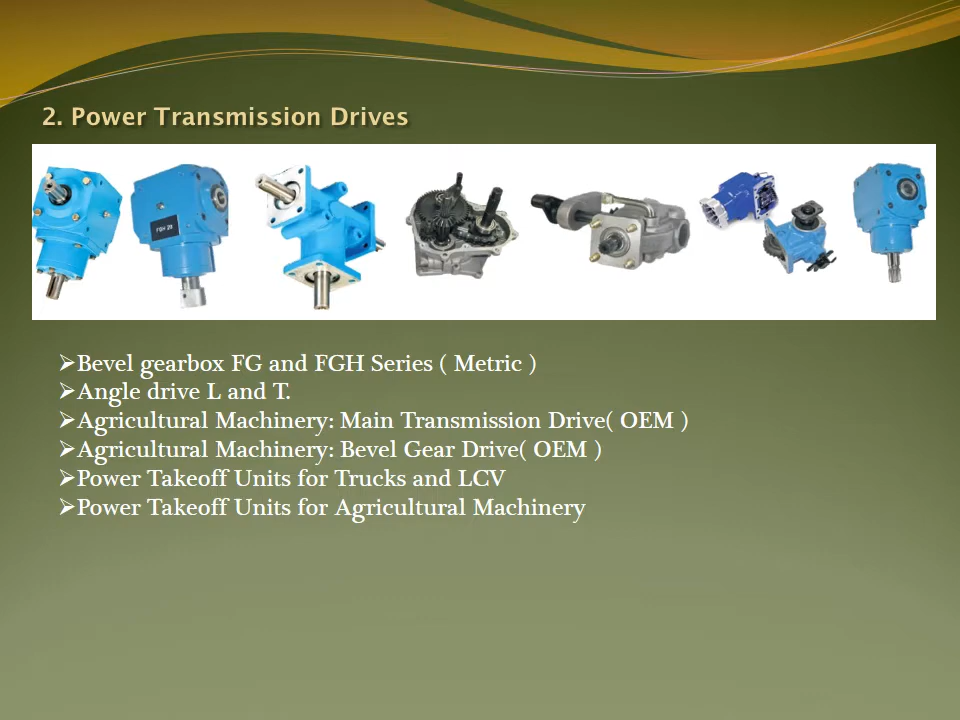 2. Power Transmission Drives
FGH 28
➢Bevel gearbox FG and FGH Series ( Metric )
➢Angle drive L and T.
➢Agricultural Machinery: Main Transmission Drive( OEM )
➢Agricultural Machinery: Bevel Gear Drive( OEM )
➢Power Takeoff Units for Trucks and LCV
➢Power Takeoff Units for Agricultural Machinery